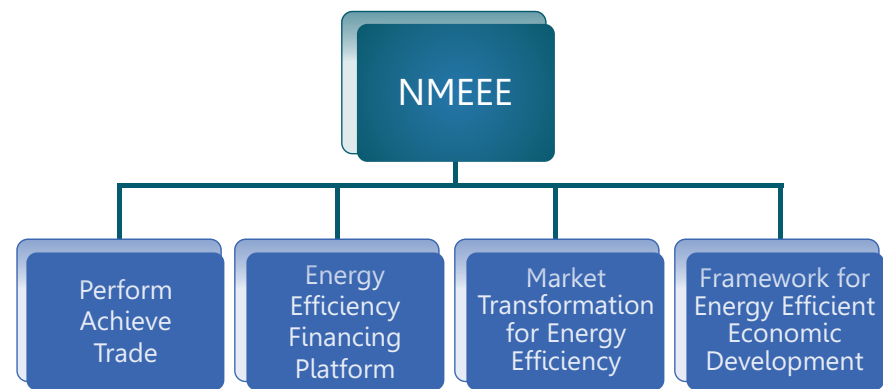 NMEEE
Perform
Achieve
Trade
Energy
Efficiency
Financing
Platform
Market
Transformation
for Energy
Efficiency
Framework for
Energy Efficient
Economic
Development